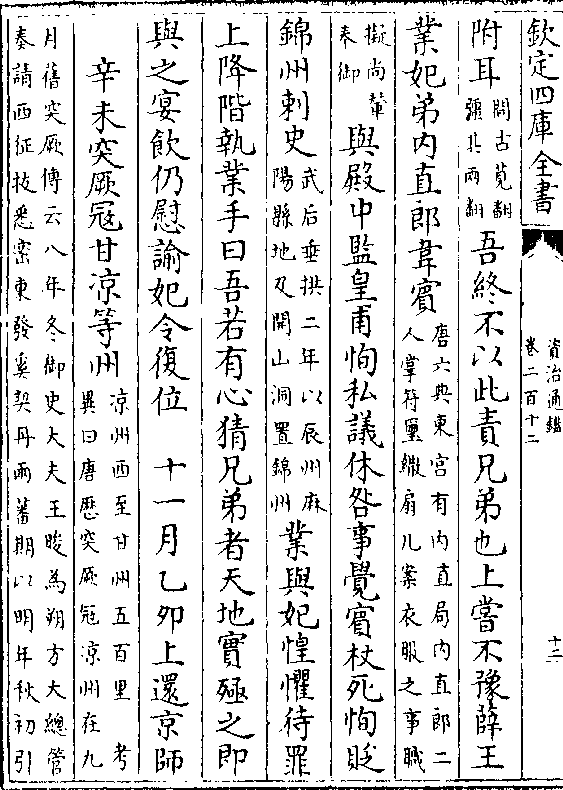 欽定四庫全書
資治通鑑
卷二百十二
十二
附耳間古莧翻彊其兩翻吾終不以此責兄弟也上嘗不豫薛王
業妃弟内直郎韋賔唐六典東宫有内直局内直郎二人掌符璽繖扇几案衣服之事職
擬尚輦奉御與殿中監皇甫恂私議休咎事覺賔杖死恂貶
錦州刺史武后垂拱二年以辰州麻陽縣地及開山洞置錦州業與妃惶懼待罪
上降階執業手曰吾若有心猜兄弟者天地實殛之即
與之宴飲仍慰諭妃令復位　十一月乙夘上還京師
辛未突厥冦甘凉等州凉州西至甘州五百里　考異曰唐歴突厥冦凉州在九
月舊突厥傳云八年冬御史大夫王晙為朔方大總管
奏請西征拔悉宻東發奚契丹兩蕃期以明年秋初引